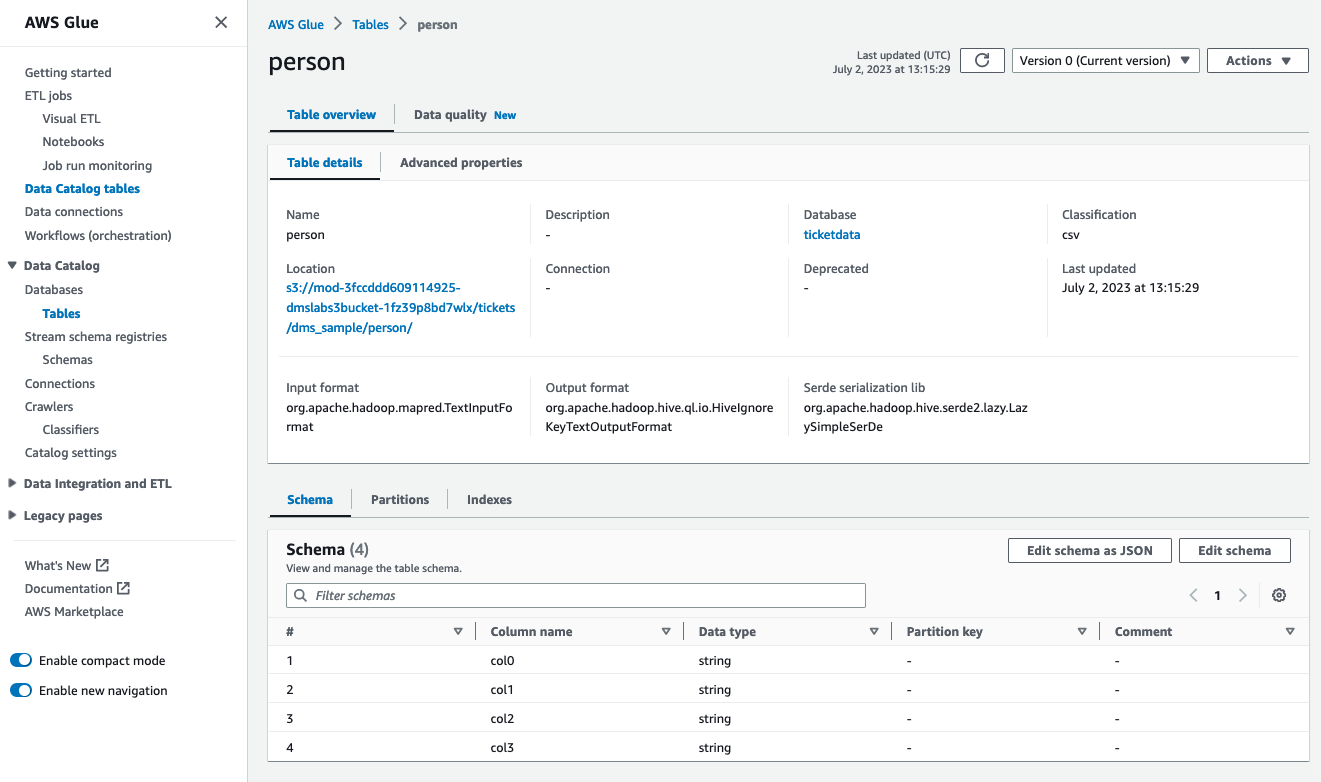 AWS Glue
Getting started
ETL jobs
Visual ETL
Notebooks
Job run monitoring
Data Catalog tables
Data connections
Workflows (orchestration)
Data Catalog
Databases
Tables
Stream schema registries
Schemas
Connections
Crawlers
Classifiers
Catalog settings
Data Integration and ETL
Legacy pages
What's New
Documentation
AWS Marketplace
Enable compact mode
Enable new navigation
AWS Glue > Tables > person
person
Last updated (UTC)
July 2, 2023 at 13:15:29
Version 0 (Current version)
Actions
Table overview
Data quality New
Table details
Advanced properties
Name
person
Description
-
Database
ticketdata
Classification
csv
Location
s3://mod-3fccddd609114925-
dmslabs3bucket-1fz39p8bd7wlx/tickets
/dms_sample/person/
Connection
-
Deprecated
-
Last updated
July 2, 2023 at 13:15:29
Input format
org.apache.hadoop.mapred.TextInputFo
rmat
Output format
org.apache.hadoop.hive.ql.io.HiveIgnore
KeyTextOutputFormat
Serde serialization lib
org.apache.hadoop.hive.serde2.lazy.Laz
ySimpleSerDe
Schema
Partitions
Indexes
Schema (4)
View and manage the table schema.
Edit schema as JSON
Edit schema
Filter schemas
1
# Column name Data type Partition key Comment
1 col0 string - -
2 col1 string - -
3 col2 string - -
4 col3 string - -